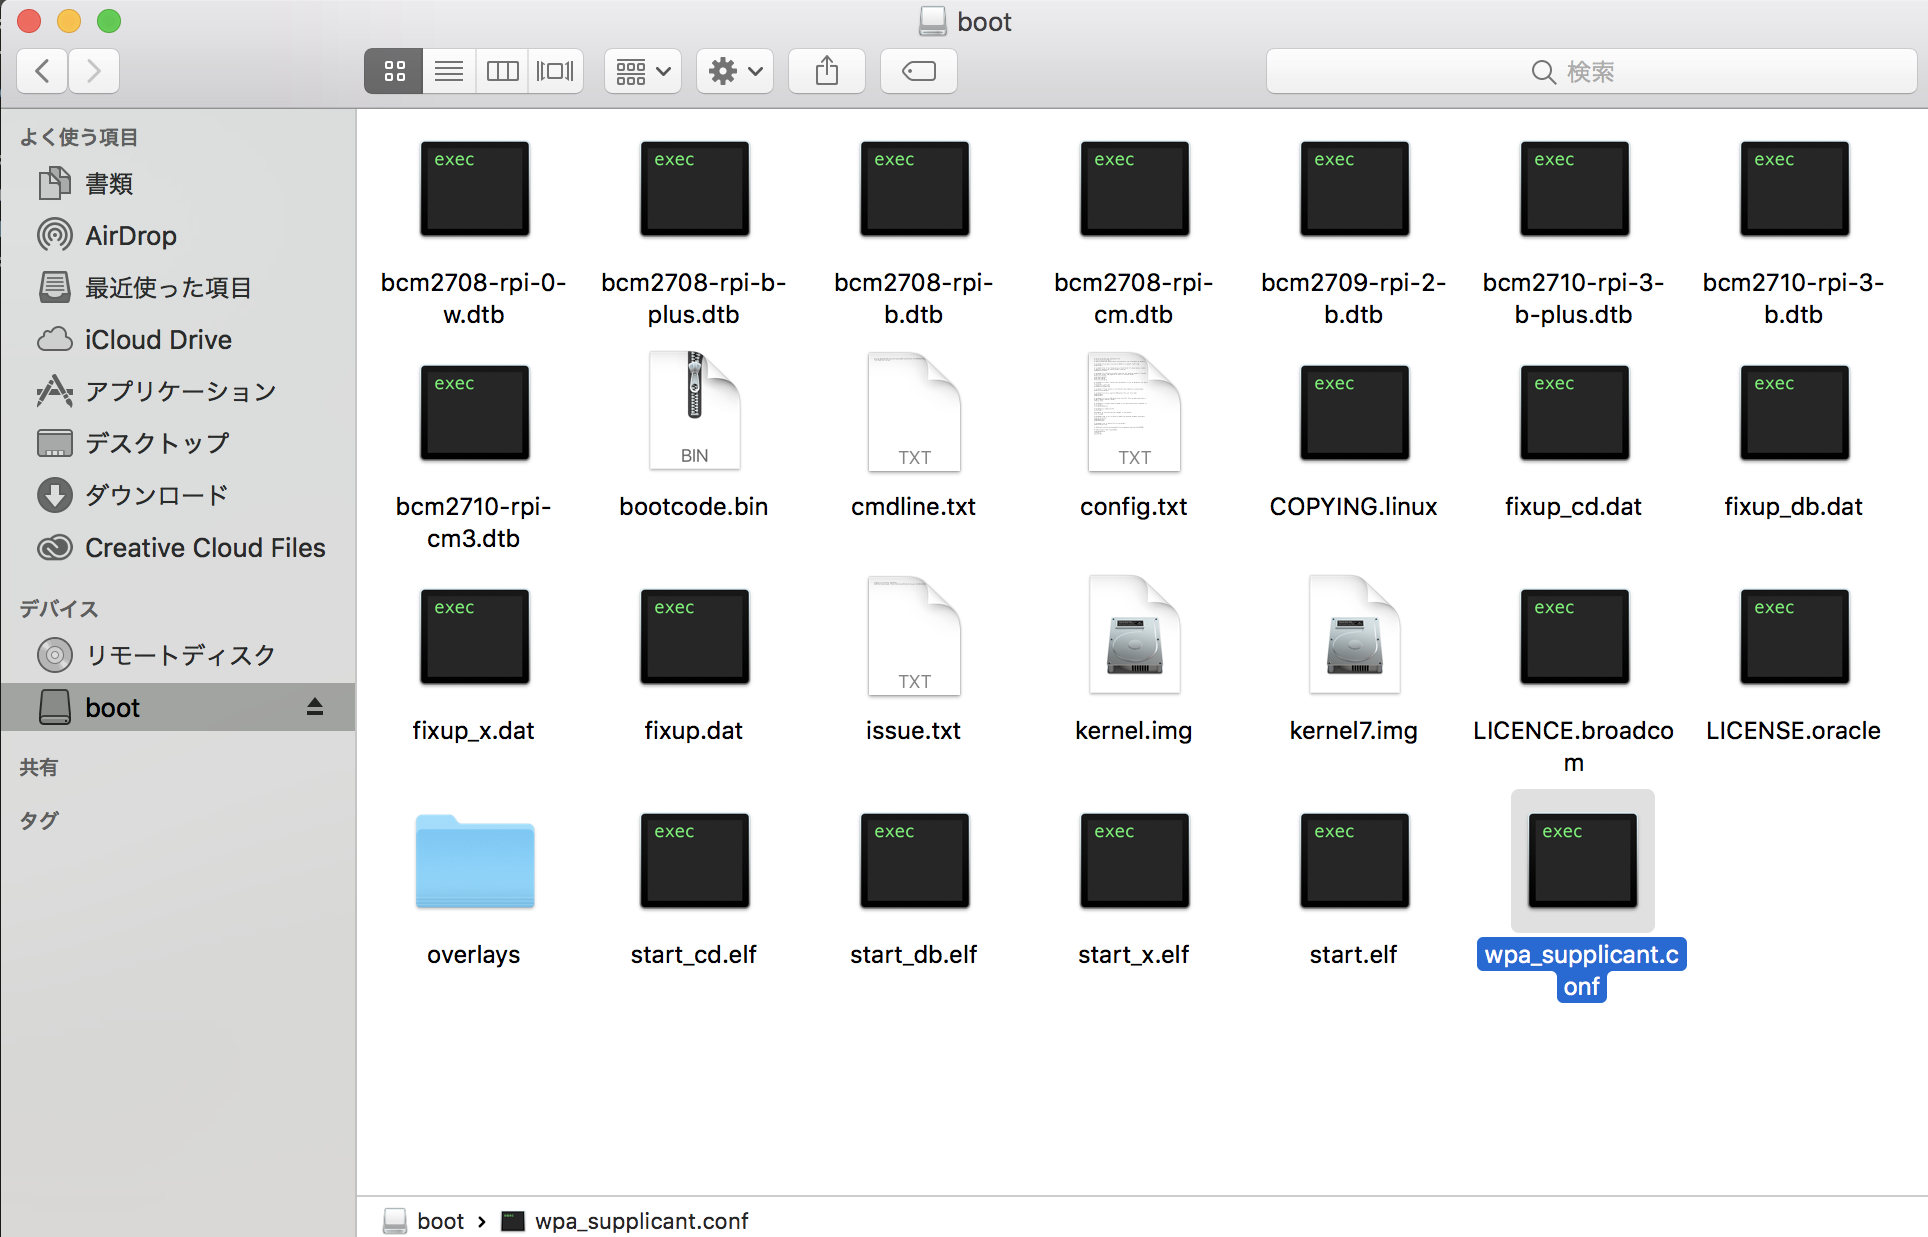 boot
検索
よく使う項目
書類
AirDrop
最近使った項目
iCloud Drive
アプリケーション
デスクトップ
ダウンロード
Creative Cloud Files
デバイス
リモートディスク
boot
共有
タグ
exec exec exec exec exec exec exec
bcm2708-rpi-0- bcm2708-rpi-b- bcm2708-rpi- bcm2708-rpi- bcm2709-rpi-2- bcm2710-rpi-3- bcm2710-rpi-3-
w.dtb plus.dtb b.dtb cm.dtb b.dtb b-plus.dtb b.dtb
exec BIN TXT TXT exec exec exec
bcm2710-rpi- bootcode.bin cmdline.txt config.txt COPYING.linux fixup_cd.dat fixup_db.dat
cm3.dtb
exec exec TXT exec exec
fixup_x.dat fixup.dat issue.txt kernel.img kernel7.img LICENCE.broadco LICENSE.oracle
m
exec exec exec exec exec
overlays start_cd.elf start_db.elf start_x.elf start.elf wpa_supplicant.c
onf
boot › wpa_supplicant.conf